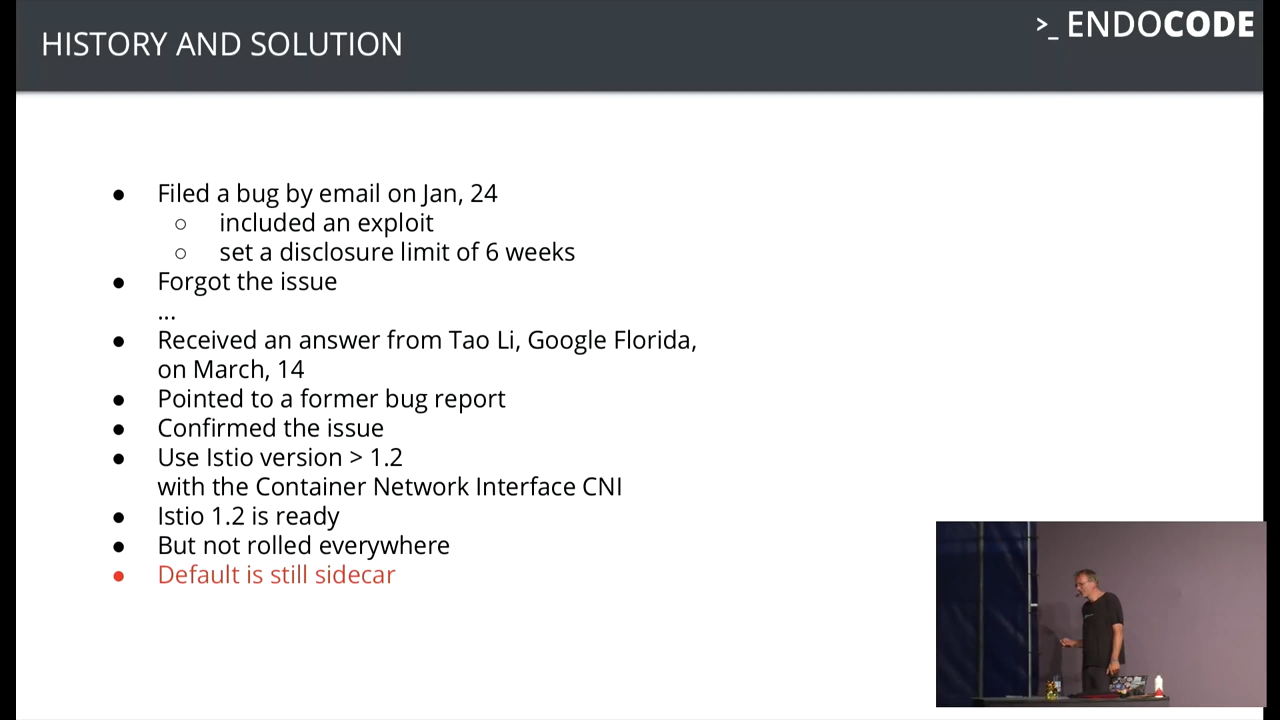 HISTORY AND SOLUTION
>_ ENDOCODE
● Filed a bug by email on Jan, 24
○ included an exploit
○ set a disclosure limit of 6 weeks
● Forgot the issue
...
● Received an answer from Tao Li, Google Florida,
on March, 14
● Pointed to a former bug report
● Confirmed the issue
● Use Istio version > 1.2
with the Container Network Interface CNI
● Istio 1.2 is ready
● But not rolled everywhere
● Default is still sidecar